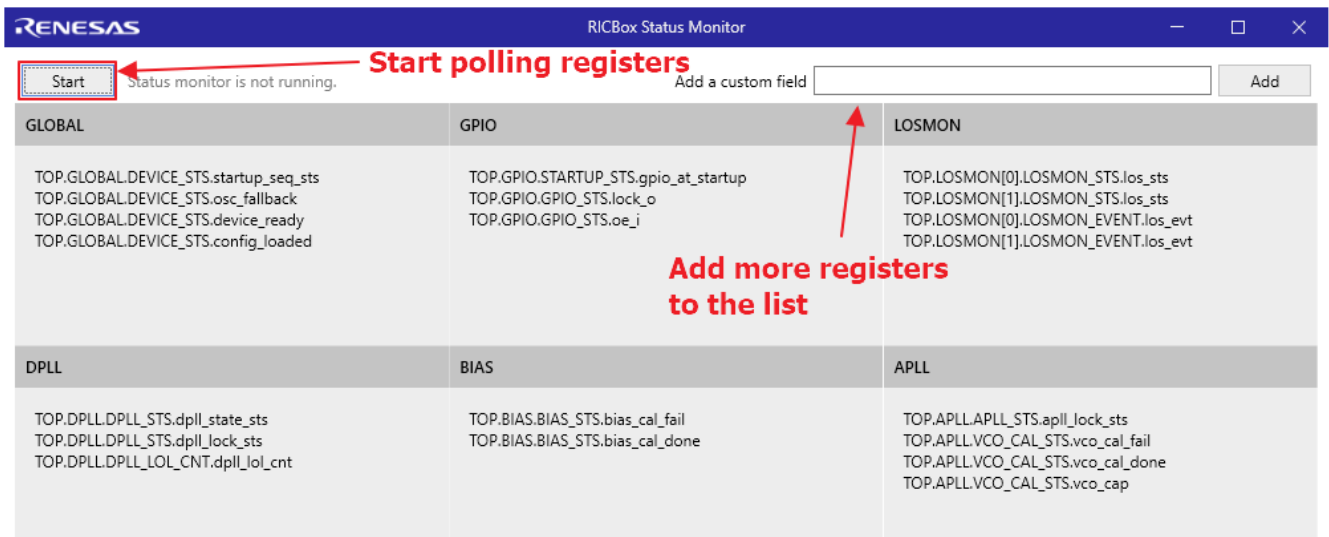 RENESAS
RICBox Status Monitor
Start polling registers
Start
Status monitor is not running.
Add a custom field
Add
GLOBAL
GPIO
LOSMON
TOP.GLOBAL.DEVICE_STS.startup_seq_sts
TOP.GLOBAL.DEVICE_STS.osc_fallback
TOP.GLOBAL.DEVICE_STS.device_ready
TOP.GLOBAL.DEVICE_STS.config_loaded
TOP.GPIO.STARTUP_STS.gpio_at_startup
TOP.GPIO.GPIO_STS.lock_o
TOP.GPIO.GPIO_STS.oe_i
TOP.LOSMON[0].LOSMON_STS.los_sts
TOP.LOSMON[1].LOSMON_STS.los_sts
TOP.LOSMON[0].LOSMON_EVENT.los_evt
TOP.LOSMON[1].LOSMON_EVENT.los_evt
Add more registers
to the list
DPLL
BIAS
APLL
TOP.DPLL.DPLL_STS.dpll_state_sts
TOP.DPLL.DPLL_STS.dpll_lock_sts
TOP.DPLL.DPLL_LOL_CNT.dpll_lol_cnt
TOP.BIAS.BIAS_STS.bias_cal_fail
TOP.BIAS.BIAS_STS.bias_cal_done
TOP.APLL.APLL_STS.apll_lock_sts
TOP.APLL.VCO_CAL_STS.vco_cal_fail
TOP.APLL.VCO_CAL_STS.vco_cal_done
TOP.APLL.VCO_CAL_STS.vco_cap